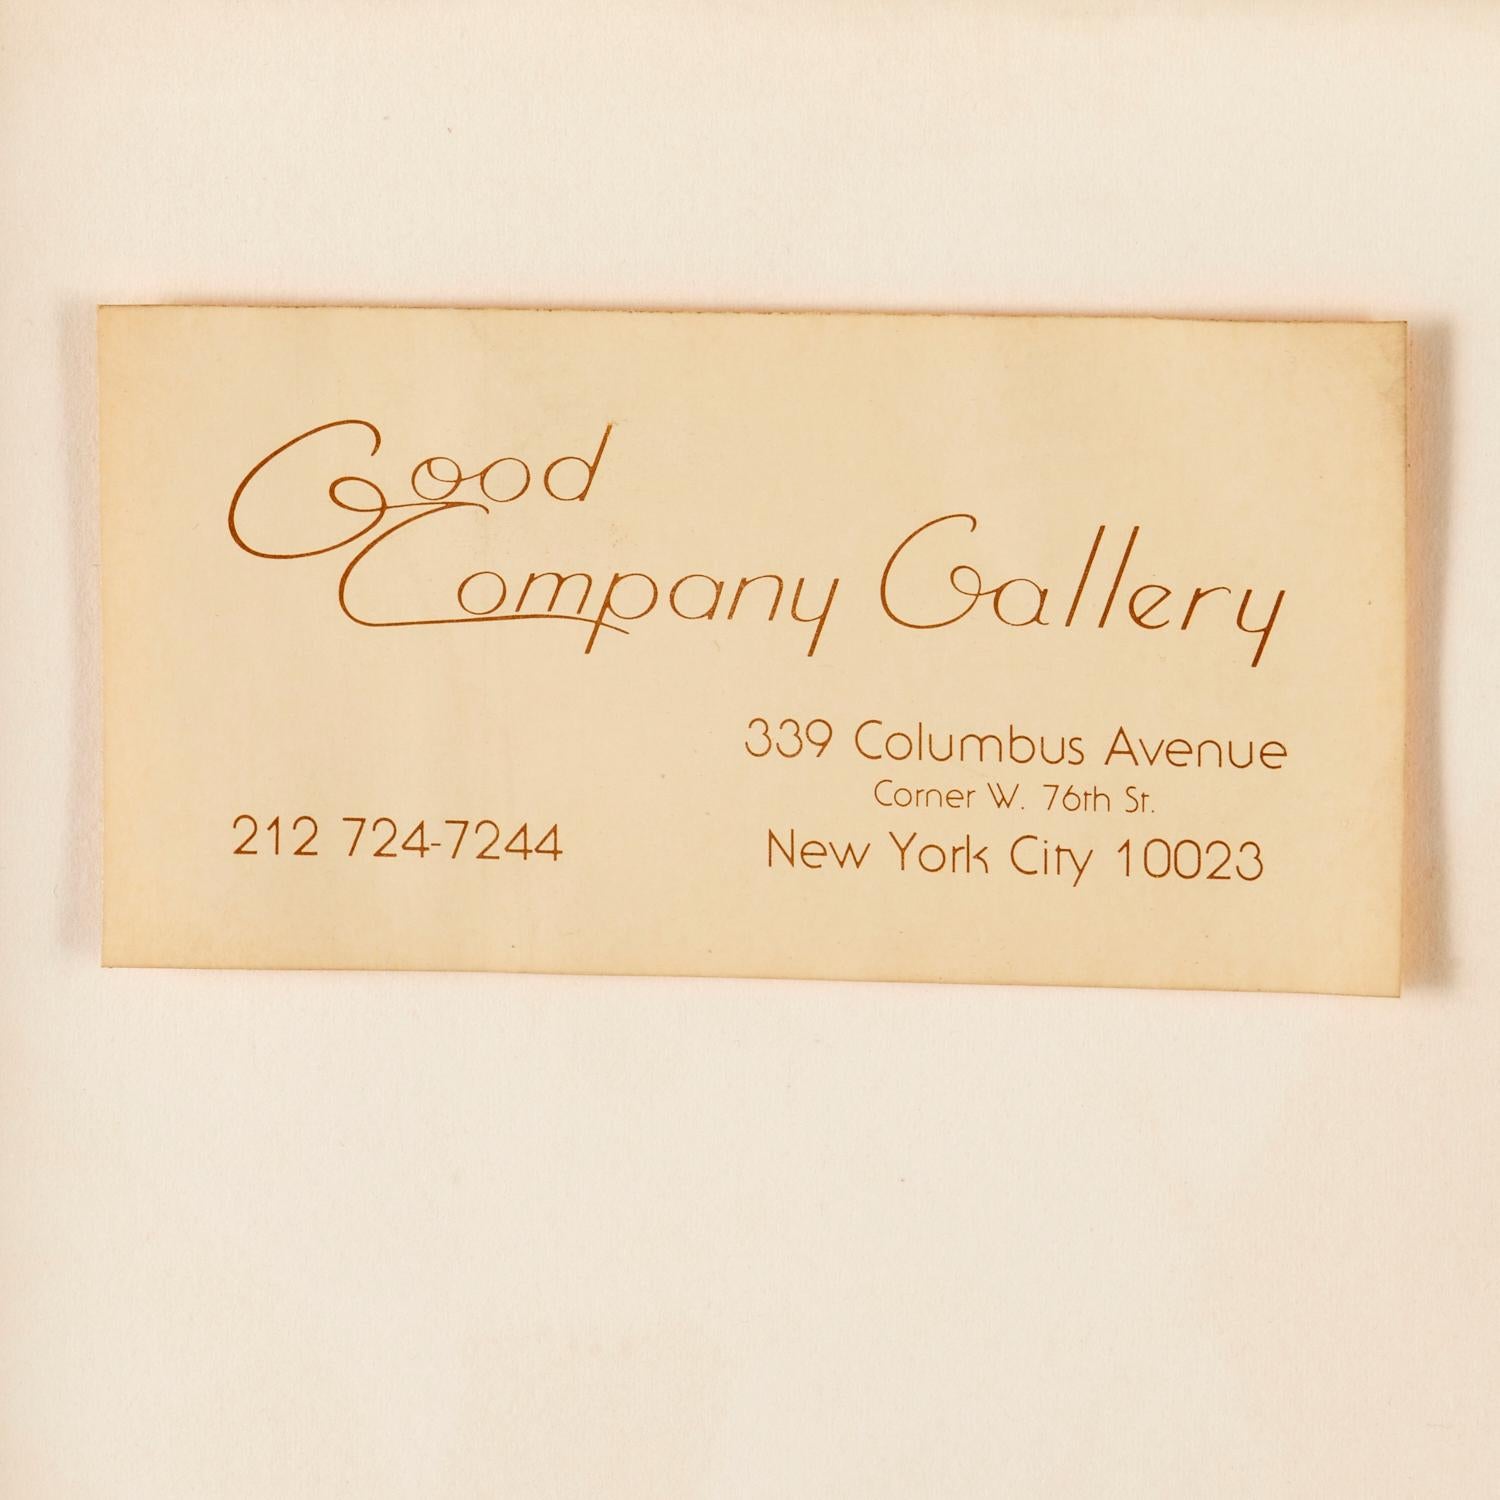 Good
Company Gallery
339 Columbus Avenue
Corner W. 76th St.
212 724-7244
New York City 10023